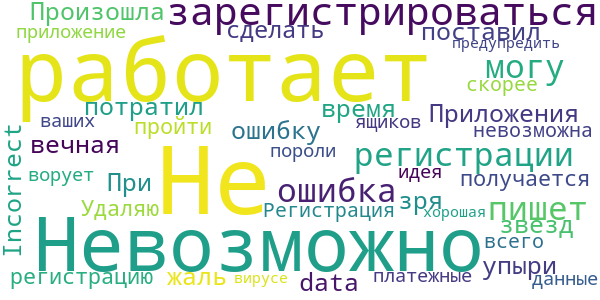 Произошла зарегистрироваться
приложение сделать поставил
предупредить
работает могу
скорее
потратил время Приложения
ваших пройти ошибку ящиков невозможна
вечная пороли регистрации
ворует При Не идея получается
ошибка
Incorrect
Удаляю Регистрация зря хорошая пишет
звезд
Невозможно всего
упыри
регистрацию жаль вирусе data платежные данные